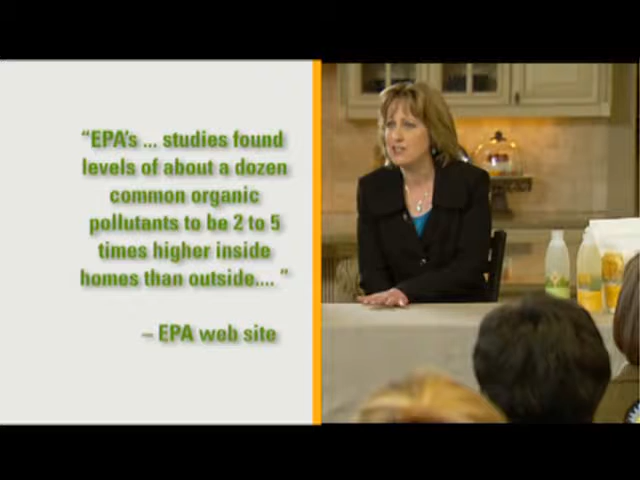 “EPA's ... studies found
levels of about a dozen
common organic
pollutants to be 2 to 5
times higher inside
homes than outside.... ”
– EPA web site